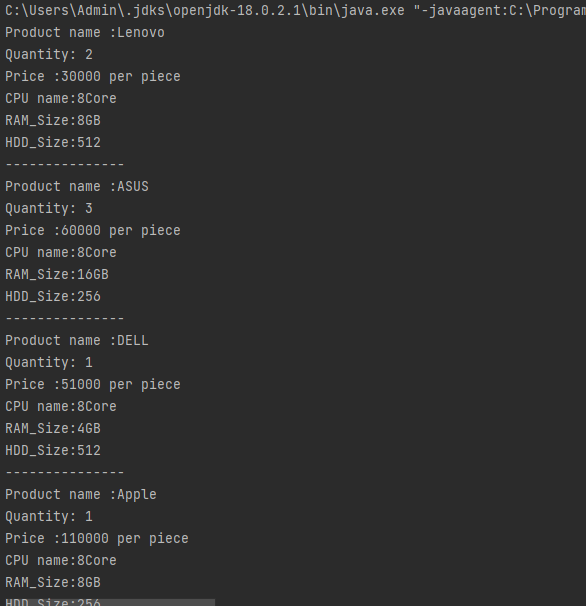 C:\Users\Admin\.jdks\openjdk-18.0.2.1\bin\java.exe "-javaagent:C:\Program
Product name :Lenovo
Quantity: 2
Price :30000 per piece
CPU name:8Core
RAM_Size:8GB
HDD_Size:512
---------------
Product name :ASUS
Quantity: 3
Price :60000 per piece
CPU name:8Core
RAM_Size:16GB
HDD_Size:256
---------------
Product name :DELL
Quantity: 1
Price :51000 per piece
CPU name:8Core
RAM_Size:4GB
HDD_Size:512
---------------
Product name :Apple
Quantity: 1
Price :110000 per piece
CPU name:8Core
RAM_Size:8GB
HDD_Size:256